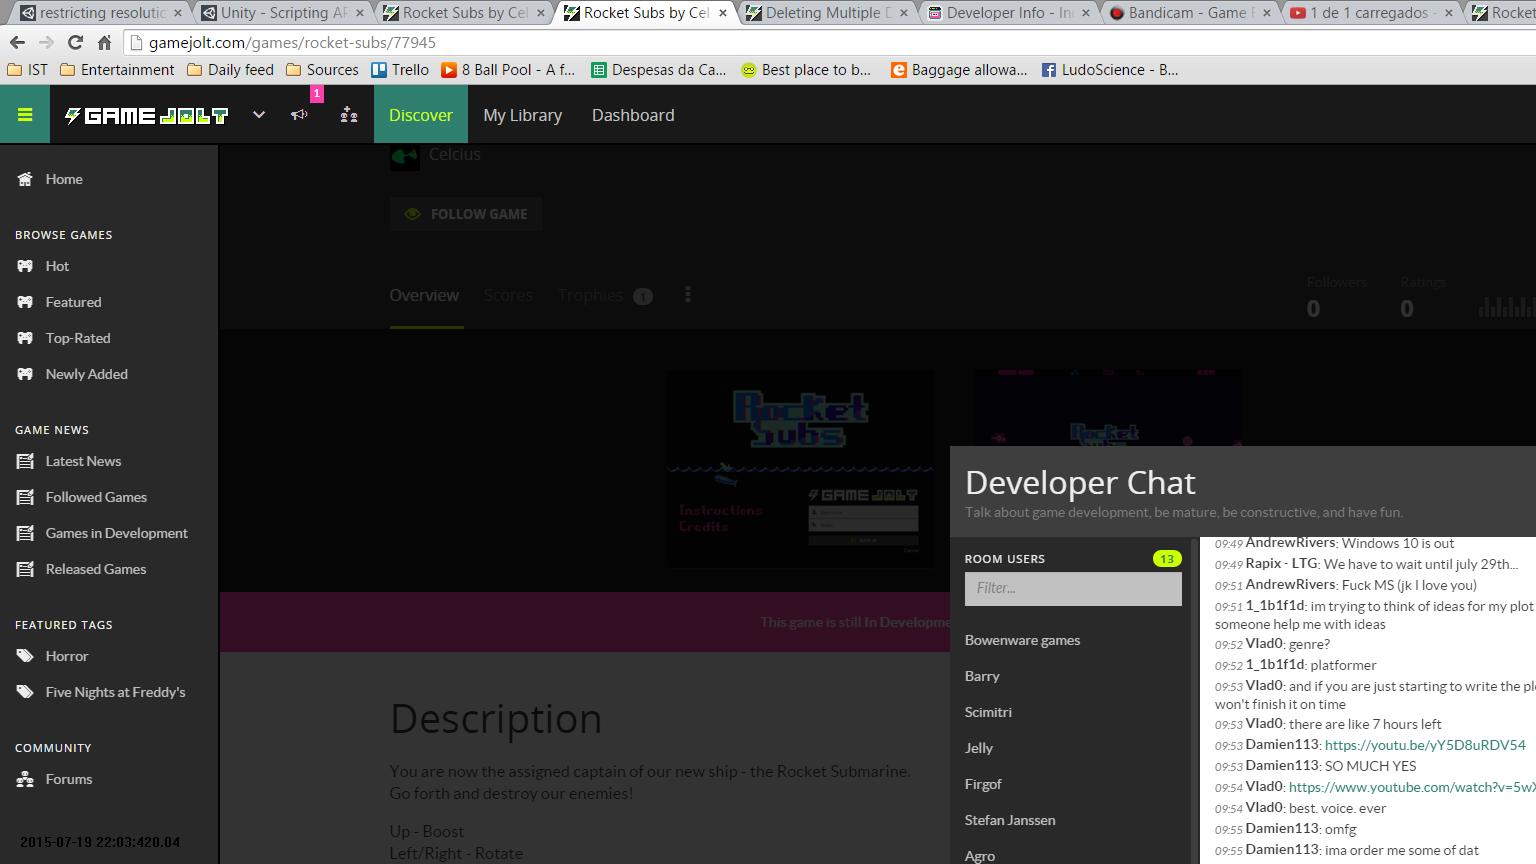 restricting resolutio
Unity - Scripting AP
Rocket Subs by Cel
Rocket Subs by Cel
Deleting Multiple D
Developer Info - In
Bandicam - Game
1 de 1 carregados -
Rocket
gamejolt.com/games/rocket-subs/77945
IST
Entertainment
Daily feed
Sources
Trello
8 Ball Pool - A f...
Despesas da Ca...
Best place to b...
Baggage allowa...
LudoScience - B...
GAME JOLT
1
Discover
My Library
Dashboard
Home
BROWSE GAMES
Hot
Featured
Top-Rated
Newly Added
GAME NEWS
Latest News
Followed Games
Games in Development
Released Games
FEATURED TAGS
Horror
Five Nights at Freddy's
COMMUNITY
Forums
2015-07-19 22:03:420.04
Celcius
FOLLOW GAME
Overview
Scores
Trophies 1
Followers
0
Ratings
0
Rocket
Subs
Instructions
Credits
GAME JOLT
Rocket
Subs
This game is still In Developme
Description
You are now the assigned captain of our new ship - the Rocket Submarine.
Go forth and destroy our enemies!
Up - Boost
Left/Right - Rotate
Developer Chat
Talk about game development, be mature, be constructive, and have fun.
ROOM USERS 13
Filter...
Bowenware games
Barry
Scimitri
Jelly
Firgof
Stefan Janssen
Agro
09:49 AndrewRivers: Windows 10 is out
09:49 Rapix - LTG: We have to wait until july 29th...
09:51 AndrewRivers: Fuck MS (jk I love you)
09:51 1_1b1f1d: im trying to think of ideas for my plot
someone help me with ideas
09:52 Vlad0: genre?
09:52 1_1b1f1d: platformer
09:53 Vlad0: and if you are just starting to write the pl
won't finish it on time
09:53 Vlad0: there are like 7 hours left
09:53 Damien113: https://youtu.be/yY5D8uRDV54
09:53 Damien113: SO MUCH YES
09:54 Vlad0: https://www.youtube.com/watch?v=5wX
09:54 Vlad0: best. voice. ever
09:55 Damien113: omfg
09:55 Damien113: ima order me some of dat